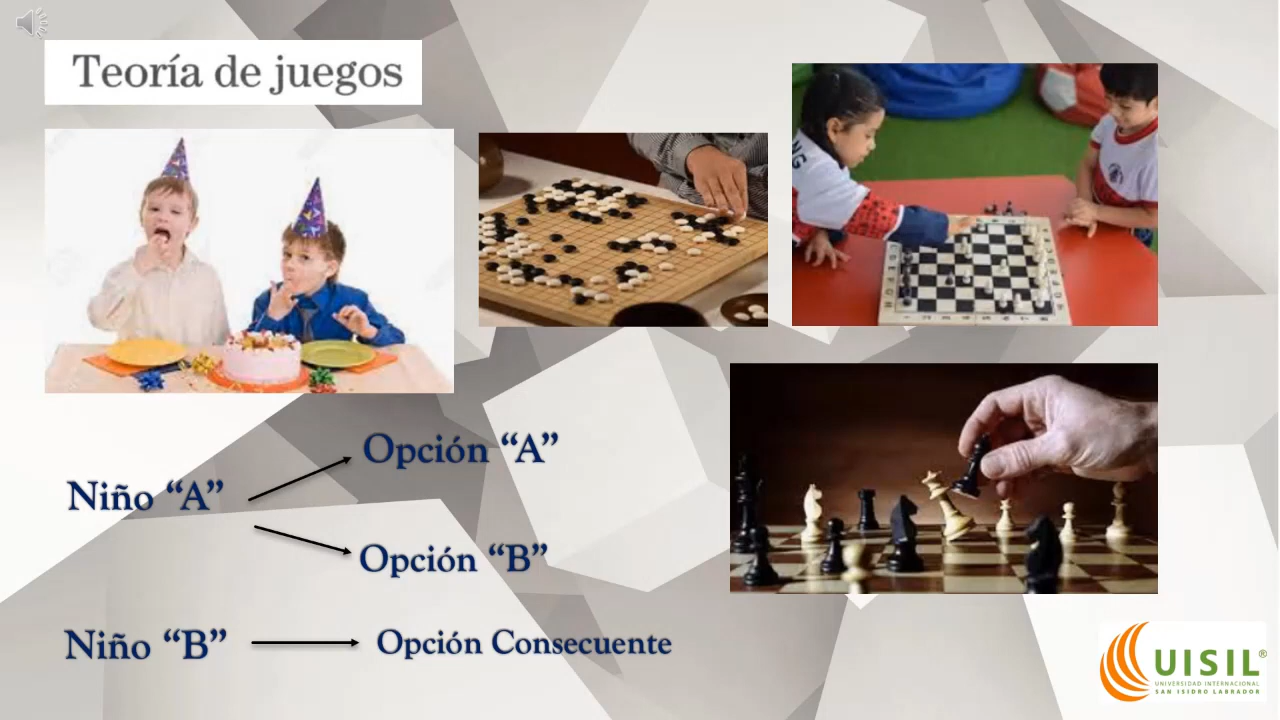 Teoría de juegos
Opción “A”
Niño “A”
Opción “B”
Niño “B”
Opción Consecuente
UISIL®
UNIVERSIDAD INTERNACIONAL
SAN ISIDRO LABRADOR